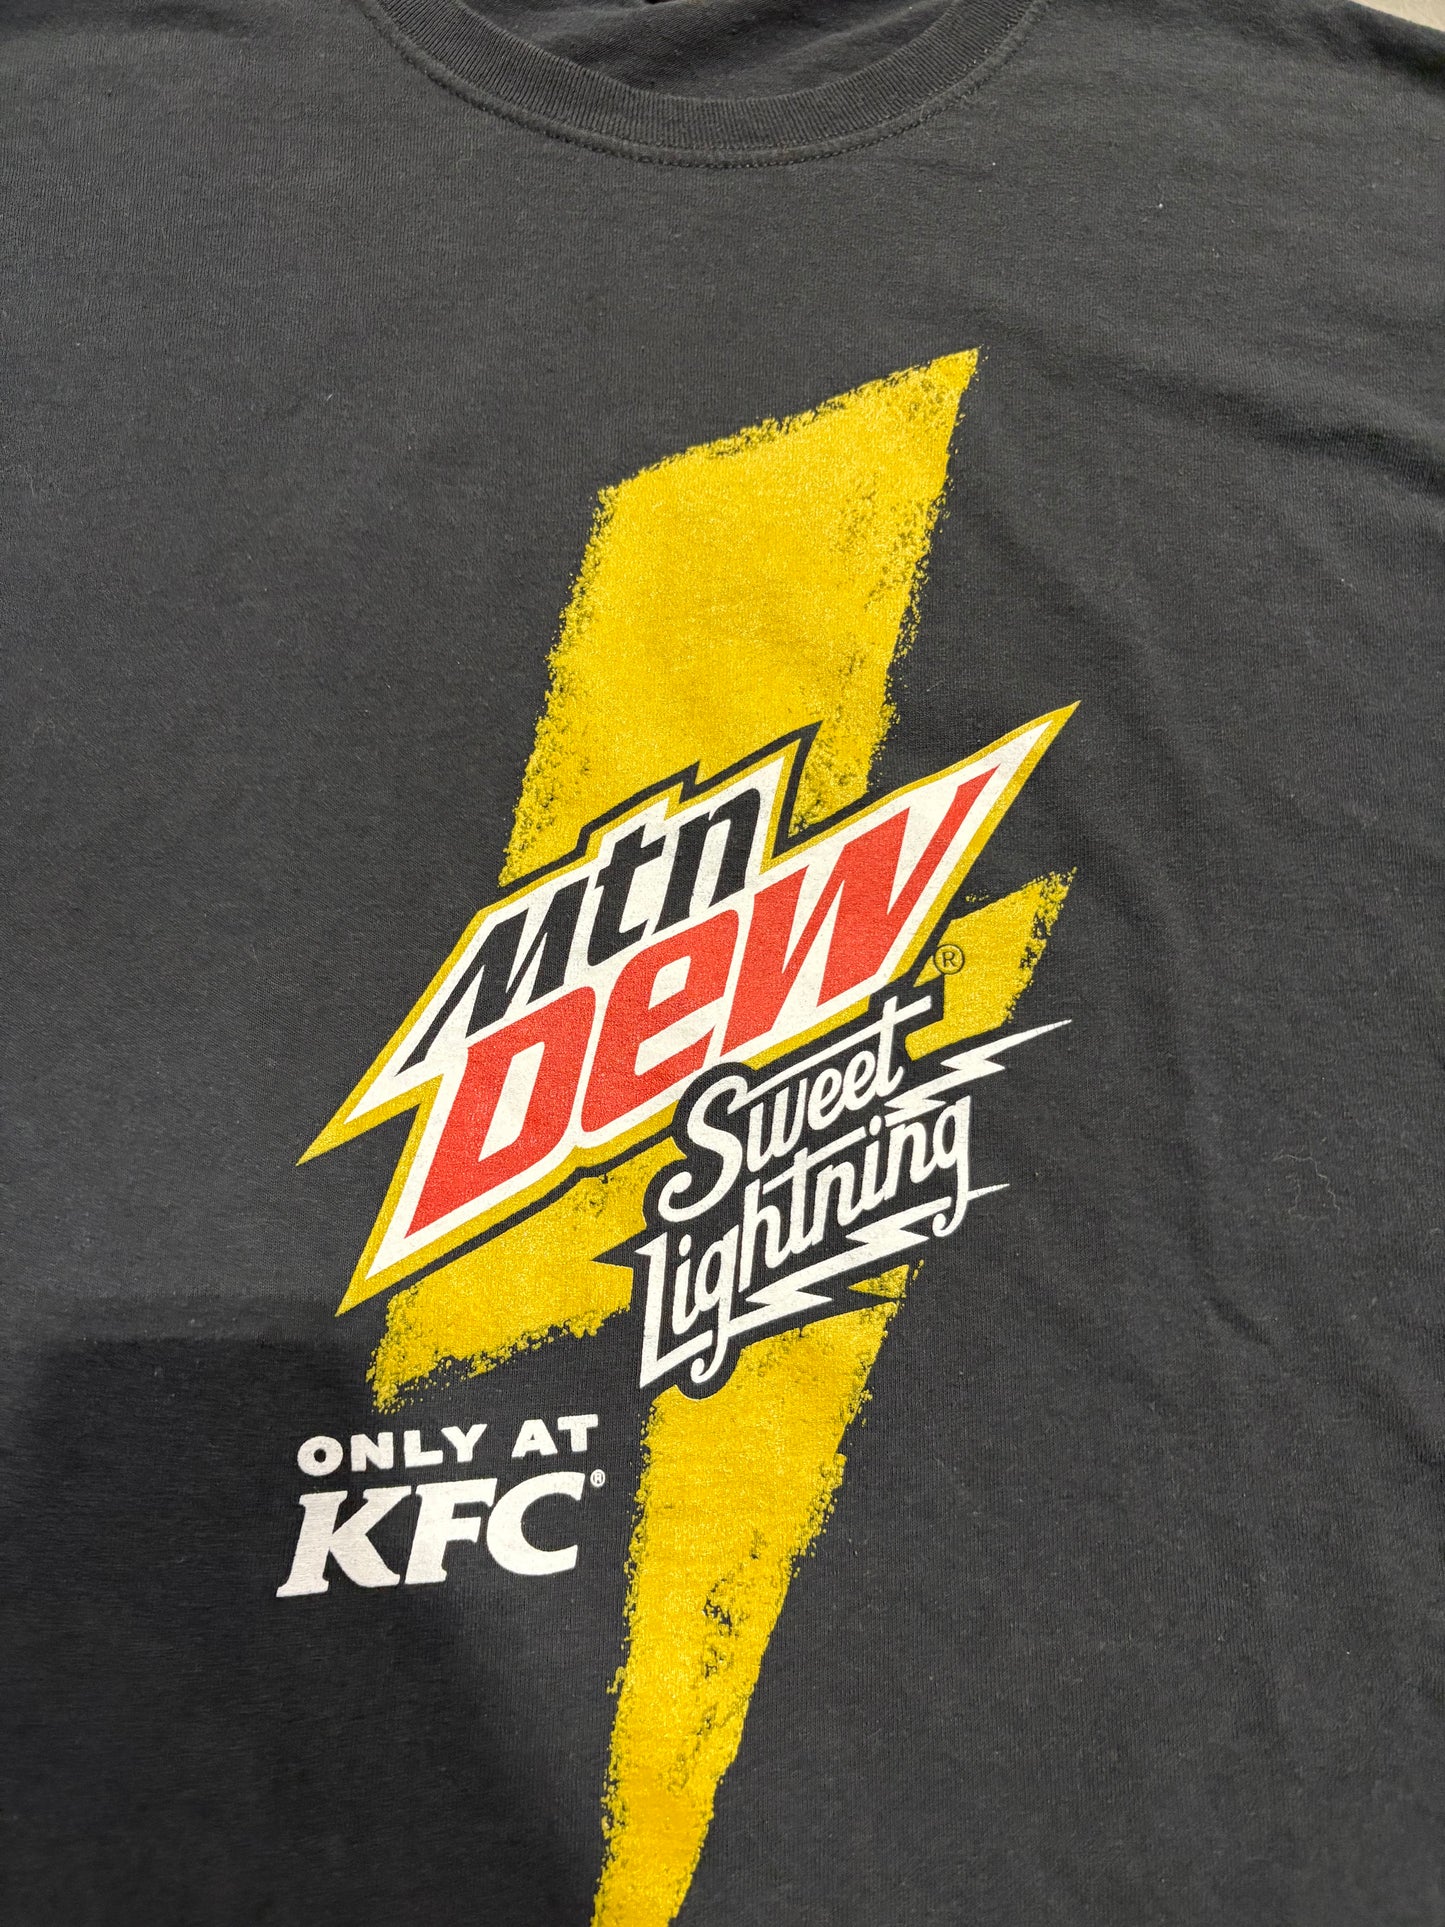 Mtn
Dew®
Sweet
Lightning
ONLY AT
KFC®